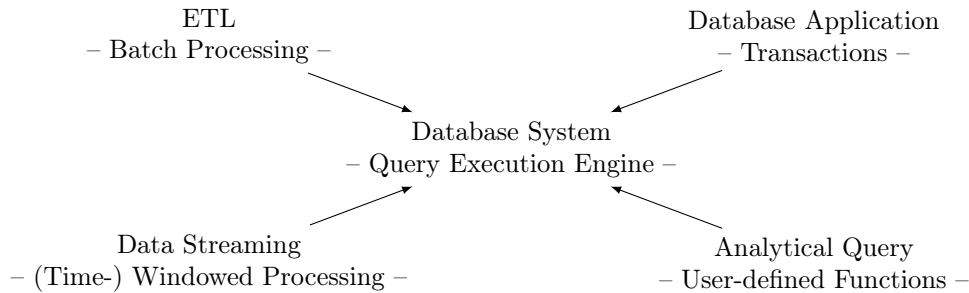 ETL
– Batch Processing –
Database Application
– Transactions –
Database System
– Query Execution Engine –
Data Streaming
– (Time-) Windowed Processing –
Analytical Query
– User-defined Functions –